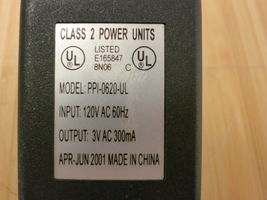 CLASS 2 POWER UNITS
LISTED
UL E165847 UL
8N06 C
MODEL: PPI-0620-UL
INPUT: 120V AC 60Hz
OUTPUT: 3V AC 300mA
APR-JUN 2001 MADE IN CHINA